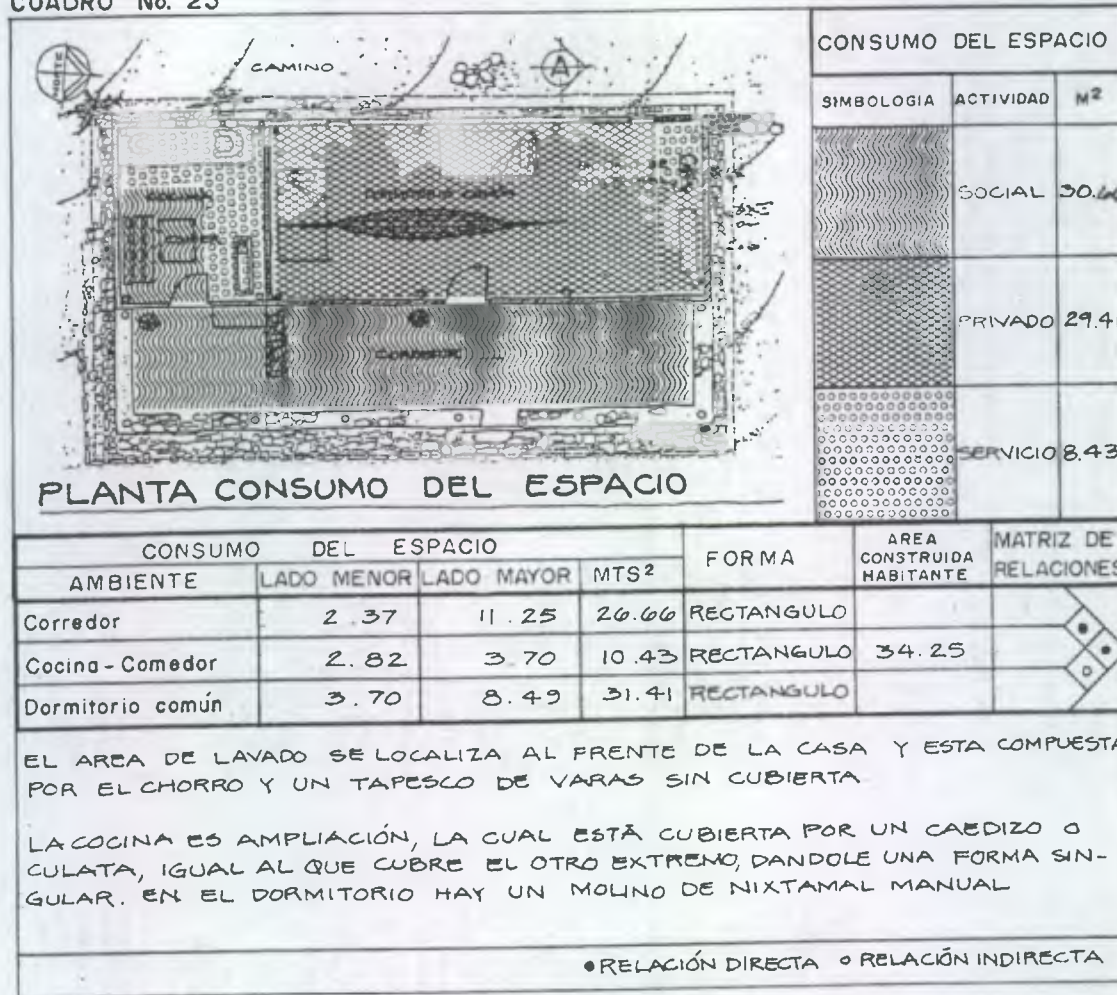 CUADRO No. 23
NORTE
CAMINO
A
CORREDOR
PLANTA CONSUMO DEL ESPACIO
CONSUMO DEL ESPACIO
SIMBOLOGIA ACTIVIDAD M²
SOCIAL 30.
PRIVADO 29.4
SERVICIO 8.43
CONSUMO DEL ESPACIO FORMA AREA CONSTRUIDA HABITANTE MATRIZ DE RELACIONES
AMBIENTE LADO MENOR LADO MAYOR MTS²
Corredor 2.37 11.25 26.66 RECTANGULO
Cocina - Comedor 2.82 3.70 10.43 RECTANGULO 34.25
Dormitorio común 3.70 8.49 31.41 RECTANGULO
EL AREA DE LAVADO SE LOCALIZA AL FRENTE DE LA CASA Y ESTA COMPUESTA
POR EL CHORRO Y UN TAPESCO DE VARAS SIN CUBIERTA
LA COCINA ES AMPLIACIÓN, LA CUAL ESTÁ CUBIERTA POR UN CAEDIZO O
CULATA, IGUAL AL QUE CUBRE EL OTRO EXTREMO, DANDOLE UNA FORMA SIN-
GULAR. EN EL DORMITORIO HAY UN MOLINO DE NIXTAMAL MANUAL
• RELACIÓN DIRECTA ° RELACIÓN INDIRECTA